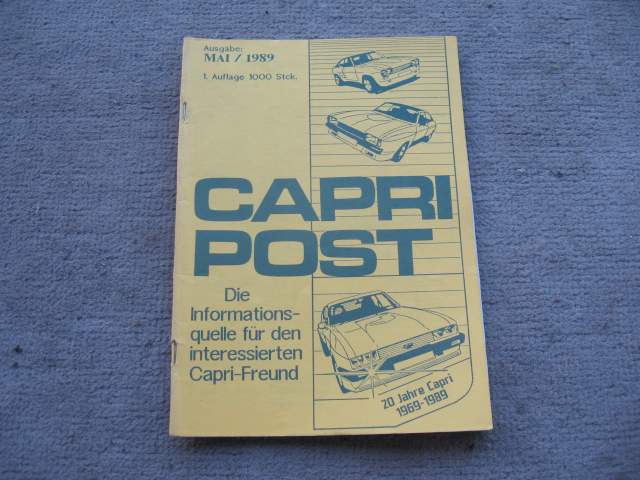 Ausgabe:
MAI / 1989
1. Auflage 1000 Stck.
CAPRI
POST
Die
Informations-
quelle für den
interessierten
Capri-Freund
20 Jahre Capri
1969-1989